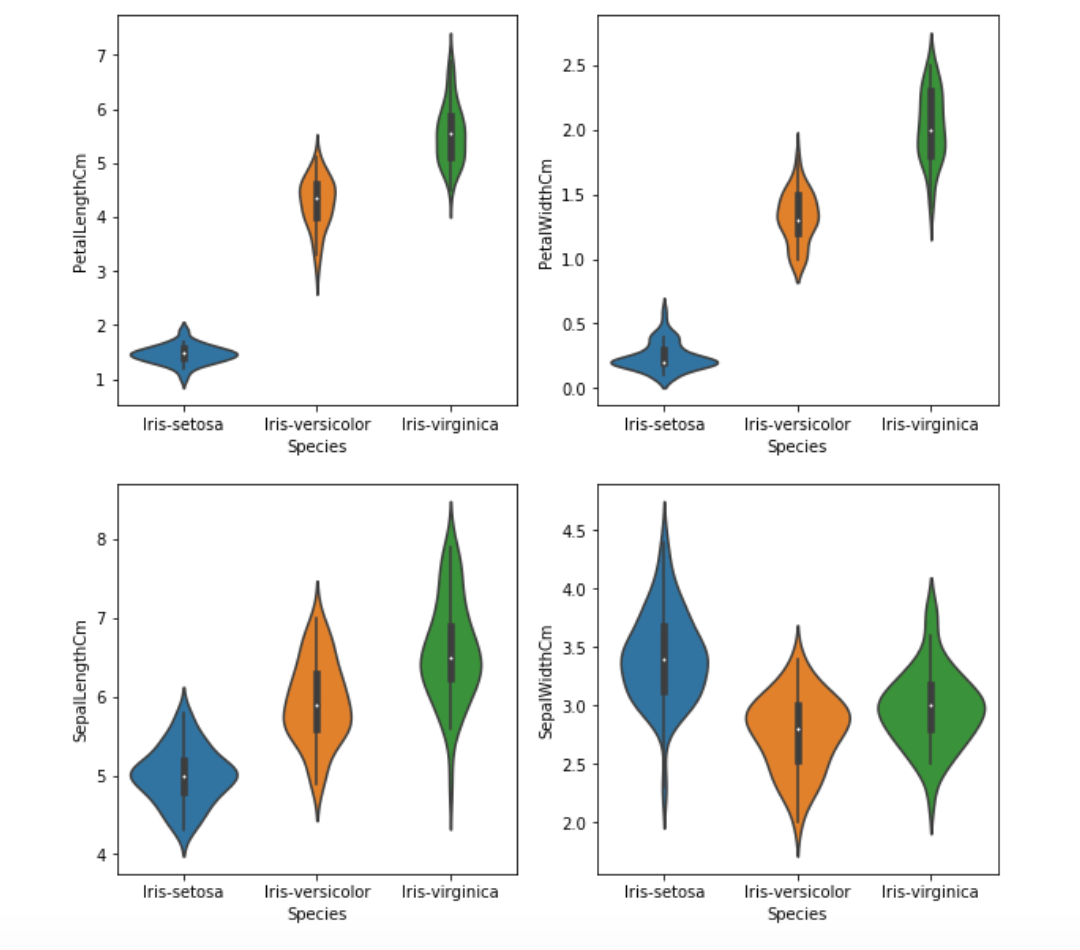 PetalLengthCm
7
6
5
4
3
2
1
Iris-setosa Iris-versicolor Iris-virginica
Species
PetalWidthCm
2.5
2.0
1.5
1.0
0.5
0.0
Iris-setosa Iris-versicolor Iris-virginica
Species
SepalLengthCm
8
7
6
5
4
Iris-setosa Iris-versicolor Iris-virginica
Species
SepalWidthCm
4.5
4.0
3.5
3.0
2.5
2.0
Iris-setosa Iris-versicolor Iris-virginica
Species